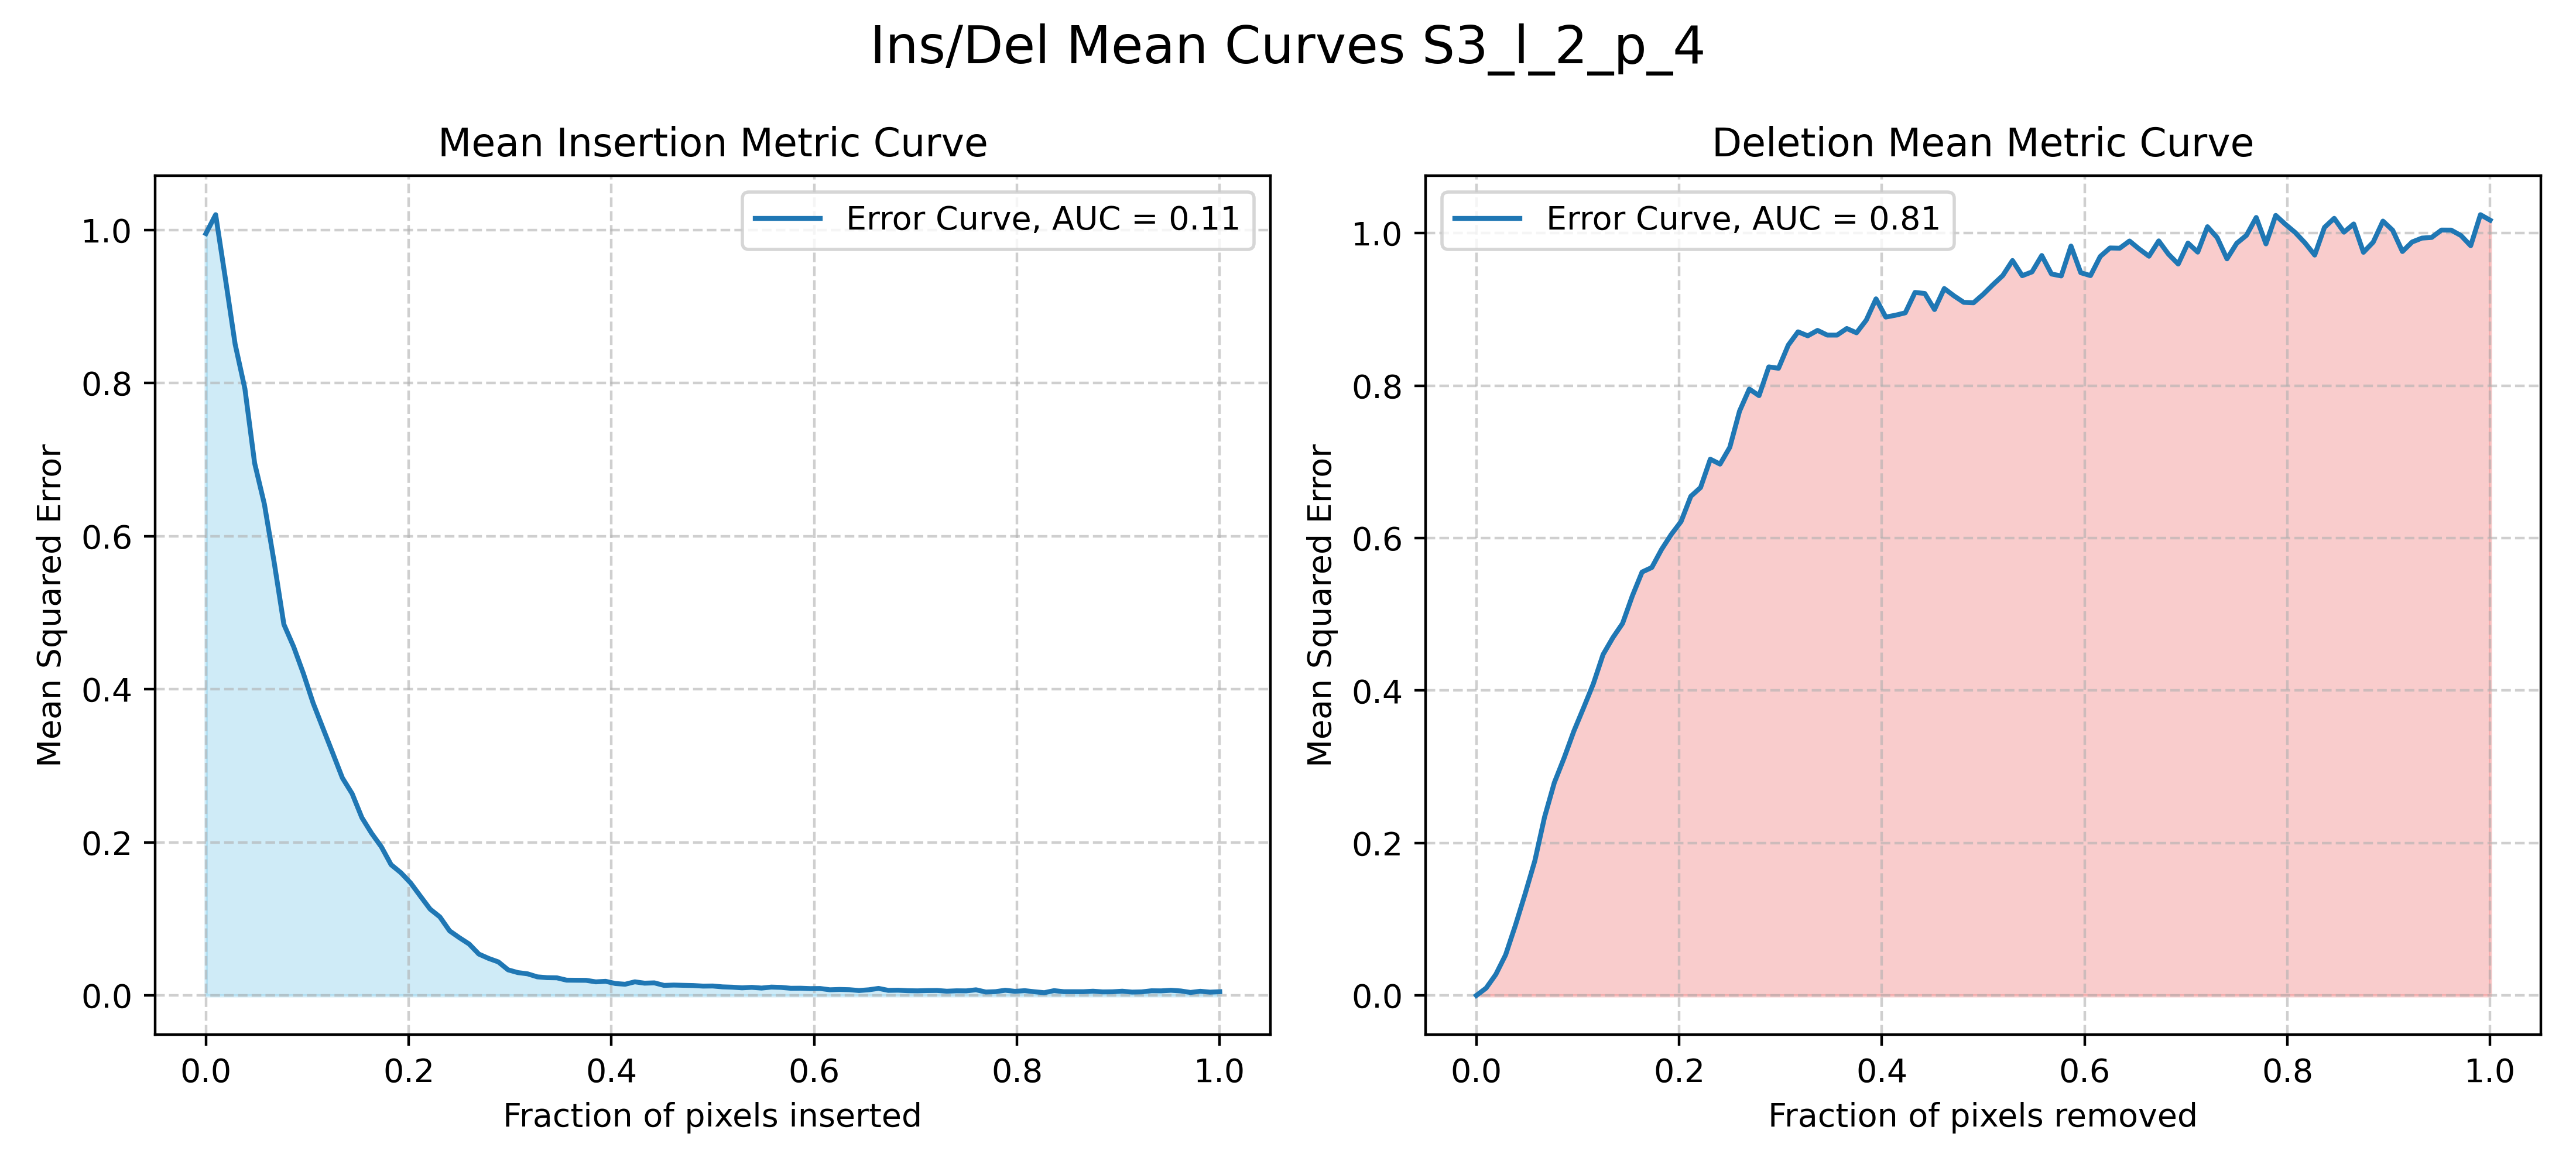 Ins/Del Mean Curves S3_l_2_p_4
Mean Insertion Metric Curve
Error Curve, AUC = 0.11
Mean Squared Error
1.0
0.8
0.6
0.4
0.2
0.0
0.0 0.2 0.4 0.6 0.8 1.0
Fraction of pixels inserted
Deletion Mean Metric Curve
Error Curve, AUC = 0.81
Mean Squared Error
1.0
0.8
0.6
0.4
0.2
0.0
0.0 0.2 0.4 0.6 0.8 1.0
Fraction of pixels removed